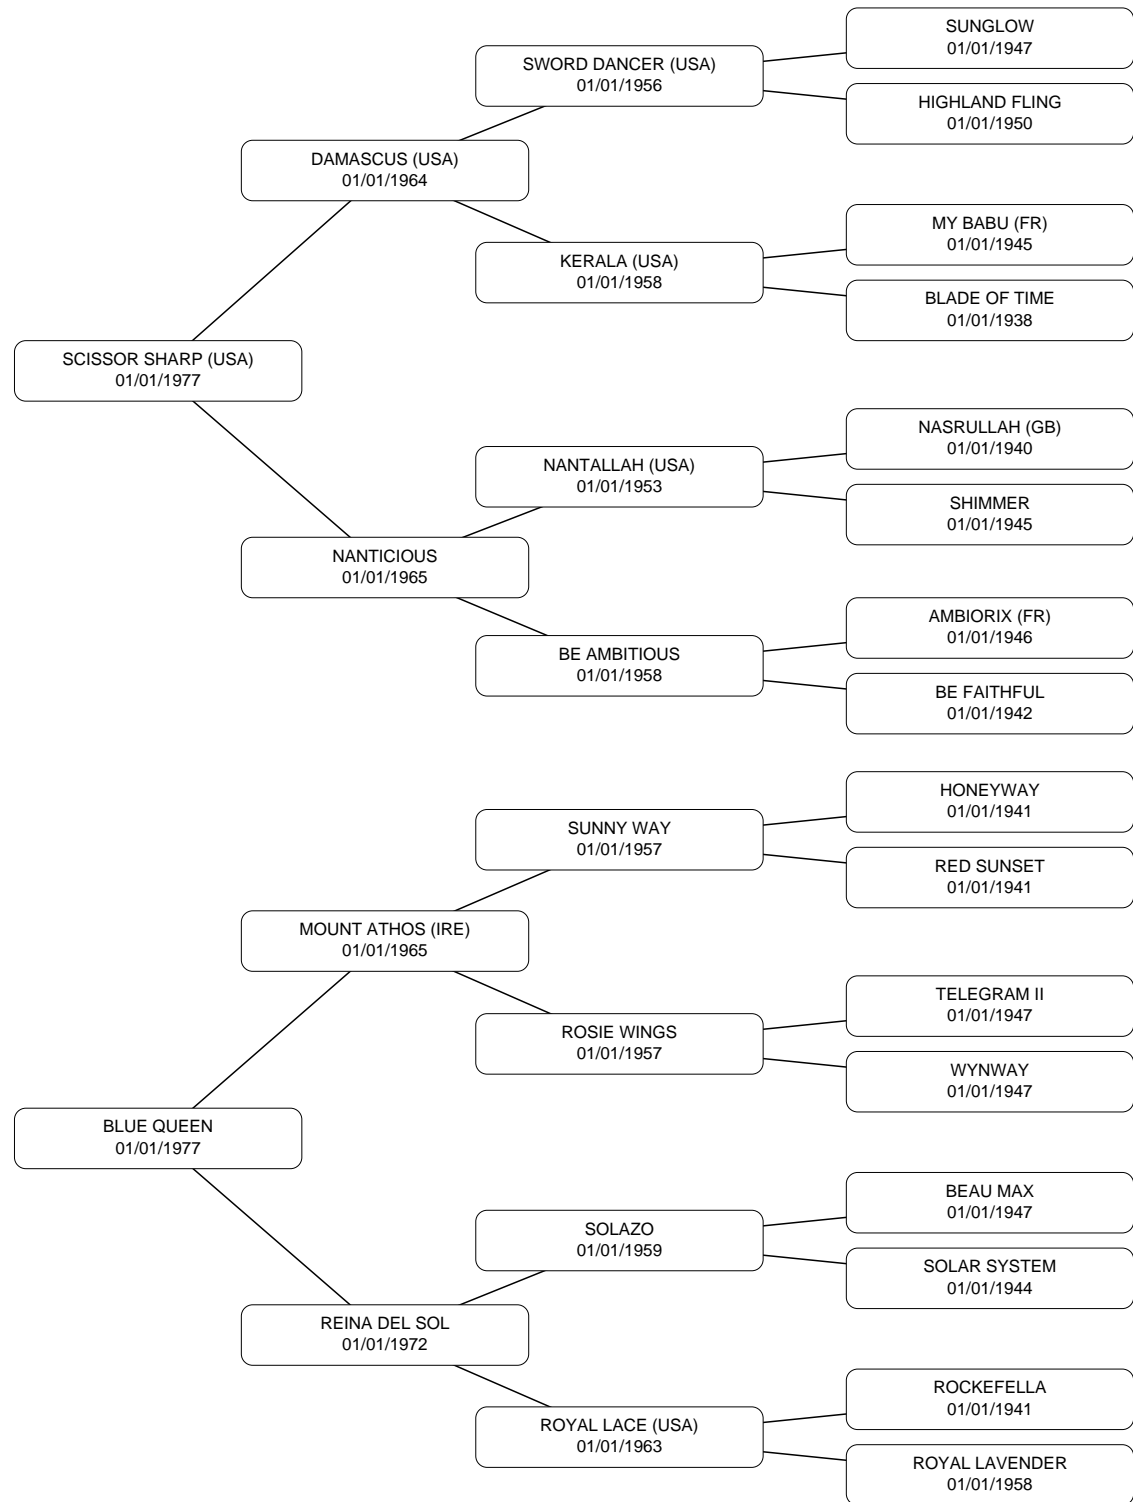 SUNGLOW
01/01/1947
SWORD DANCER (USA)
01/01/1956
HIGHLAND FLING
01/01/1950
DAMASCUS (USA)
01/01/1964
MY BABU (FR)
01/01/1945
KERALA (USA)
01/01/1958
BLADE OF TIME
01/01/1938
SCISSOR SHARP (USA)
01/01/1977
NASRULLAH (GB)
01/01/1940
NANTALLAH (USA)
01/01/1953
SHIMMER
01/01/1945
NANTICIOUS
01/01/1965
AMBIORIX (FR)
01/01/1946
BE AMBITIOUS
01/01/1958
BE FAITHFUL
01/01/1942
HONEYWAY
01/01/1941
SUNNY WAY
01/01/1957
RED SUNSET
01/01/1941
MOUNT ATHOS (IRE)
01/01/1965
TELEGRAM II
01/01/1947
ROSIE WINGS
01/01/1957
WYNWAY
01/01/1947
BLUE QUEEN
01/01/1977
BEAU MAX
01/01/1947
SOLAZO
01/01/1959
SOLAR SYSTEM
01/01/1944
REINA DEL SOL
01/01/1972
ROCKEFELLA
01/01/1941
ROYAL LACE (USA)
01/01/1963
ROYAL LAVENDER
01/01/1958